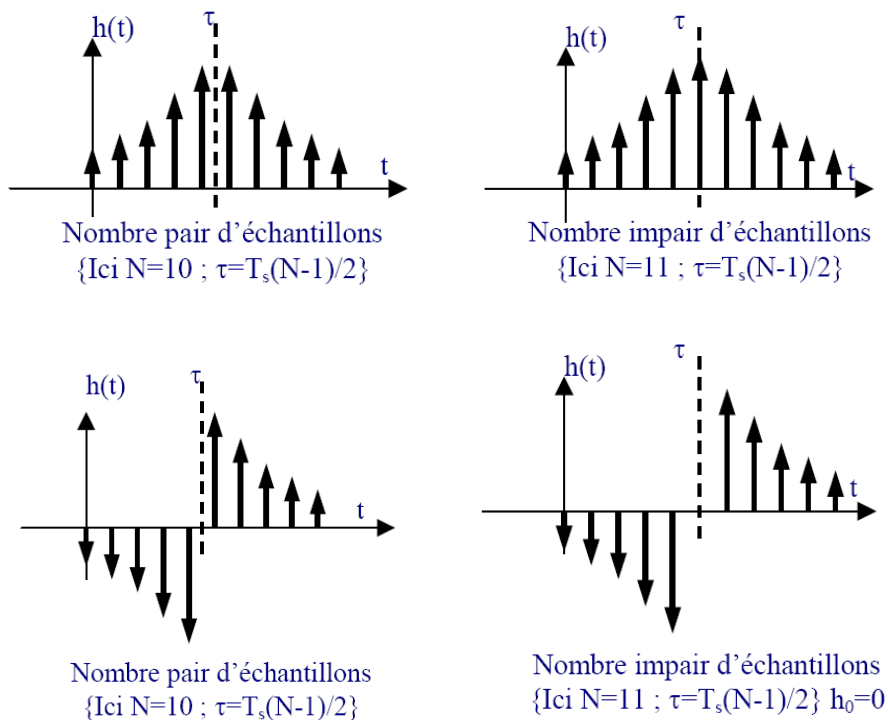 h(t)
τ
t
Nombre pair d'échantillons
{Ici N=10 ; τ=Tₛ(N-1)/2}
h(t)
τ
t
Nombre impair d'échantillons
{Ici N=11 ; τ=Tₛ(N-1)/2}
h(t)
τ
t
Nombre pair d'échantillons
{Ici N=10 ; τ=Tₛ(N-1)/2}
h(t)
τ
t
Nombre impair d'échantillons
{Ici N=11 ; τ=Tₛ(N-1)/2} h₀=0